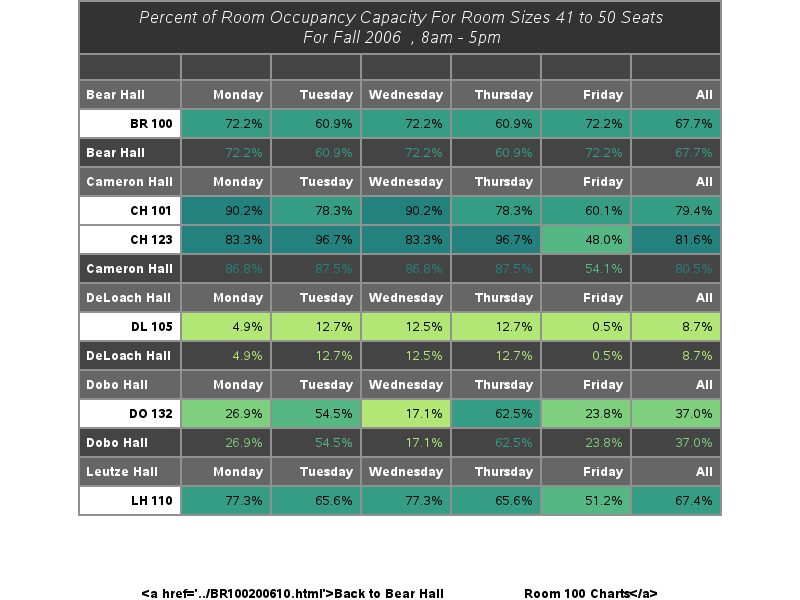 Percent of Room Occupancy Capacity For Room Sizes 41 to 50 Seats
For Fall 2006 , 8am - 5pm
Bear Hall Monday Tuesday Wednesday Thursday Friday All
BR 100 72.2% 60.9% 72.2% 60.9% 72.2% 67.7%
Bear Hall 72.2% 60.9% 72.2% 60.9% 72.2% 67.7%
Cameron Hall Monday Tuesday Wednesday Thursday Friday All
CH 101 90.2% 78.3% 90.2% 78.3% 60.1% 79.4%
CH 123 83.3% 96.7% 83.3% 96.7% 48.0% 81.6%
Cameron Hall 86.8% 87.5% 86.8% 87.5% 54.1% 80.5%
DeLoach Hall Monday Tuesday Wednesday Thursday Friday All
DL 105 4.9% 12.7% 12.5% 12.7% 0.5% 8.7%
DeLoach Hall 4.9% 12.7% 12.5% 12.7% 0.5% 8.7%
Dobo Hall Monday Tuesday Wednesday Thursday Friday All
DO 132 26.9% 54.5% 17.1% 62.5% 23.8% 37.0%
Dobo Hall 26.9% 54.5% 17.1% 62.5% 23.8% 37.0%
Leutze Hall Monday Tuesday Wednesday Thursday Friday All
LH 110 77.3% 65.6% 77.3% 65.6% 51.2% 67.4%
<a href='../BR100200610.html'>Back to Bear Hall Room 100 Charts</a>